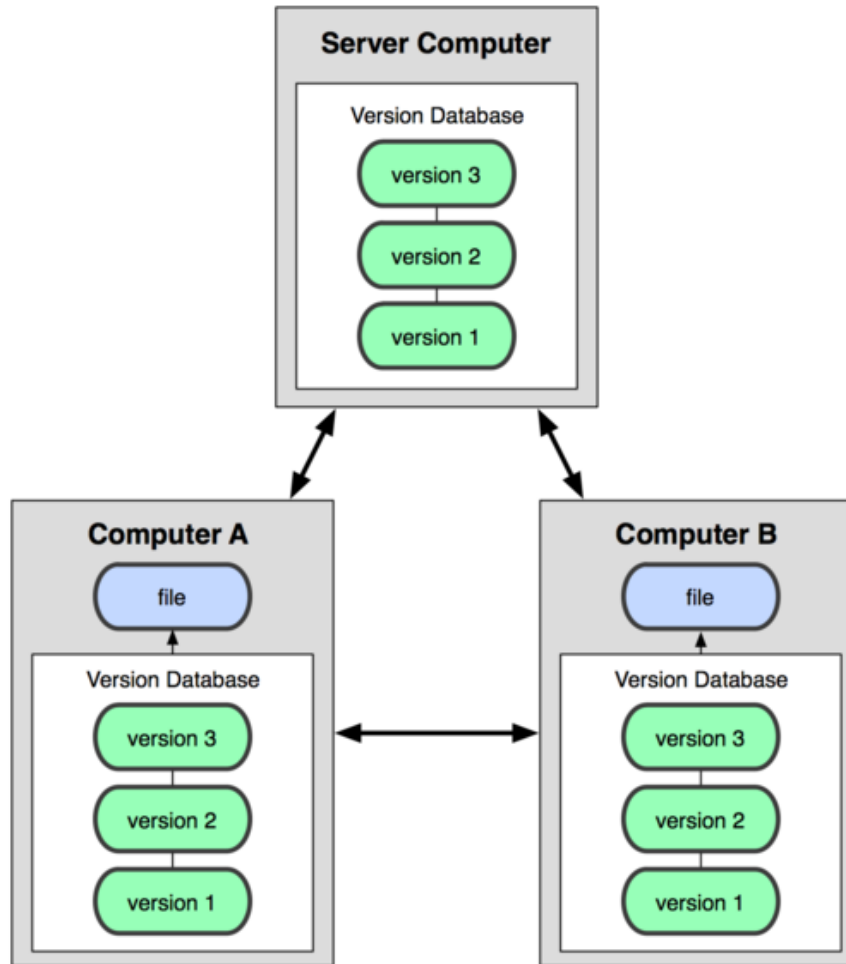 Server Computer
Version Database
version 3
version 2
version 1
Computer A
file
Version Database
version 3
version 2
version 1
Computer B
file
Version Database
version 3
version 2
version 1